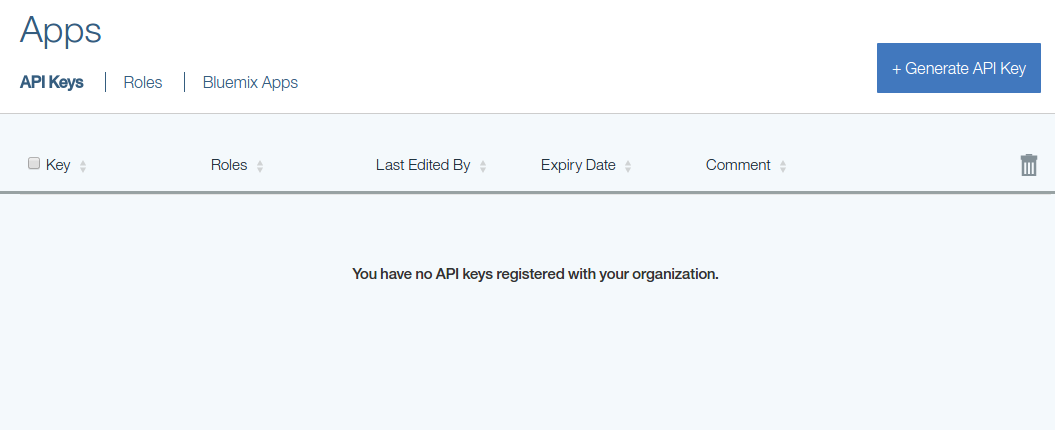 Apps
API Keys Roles Bluemix Apps
+ Generate API Key
Key Roles Last Edited By Expiry Date Comment
You have no API keys registered with your organization.